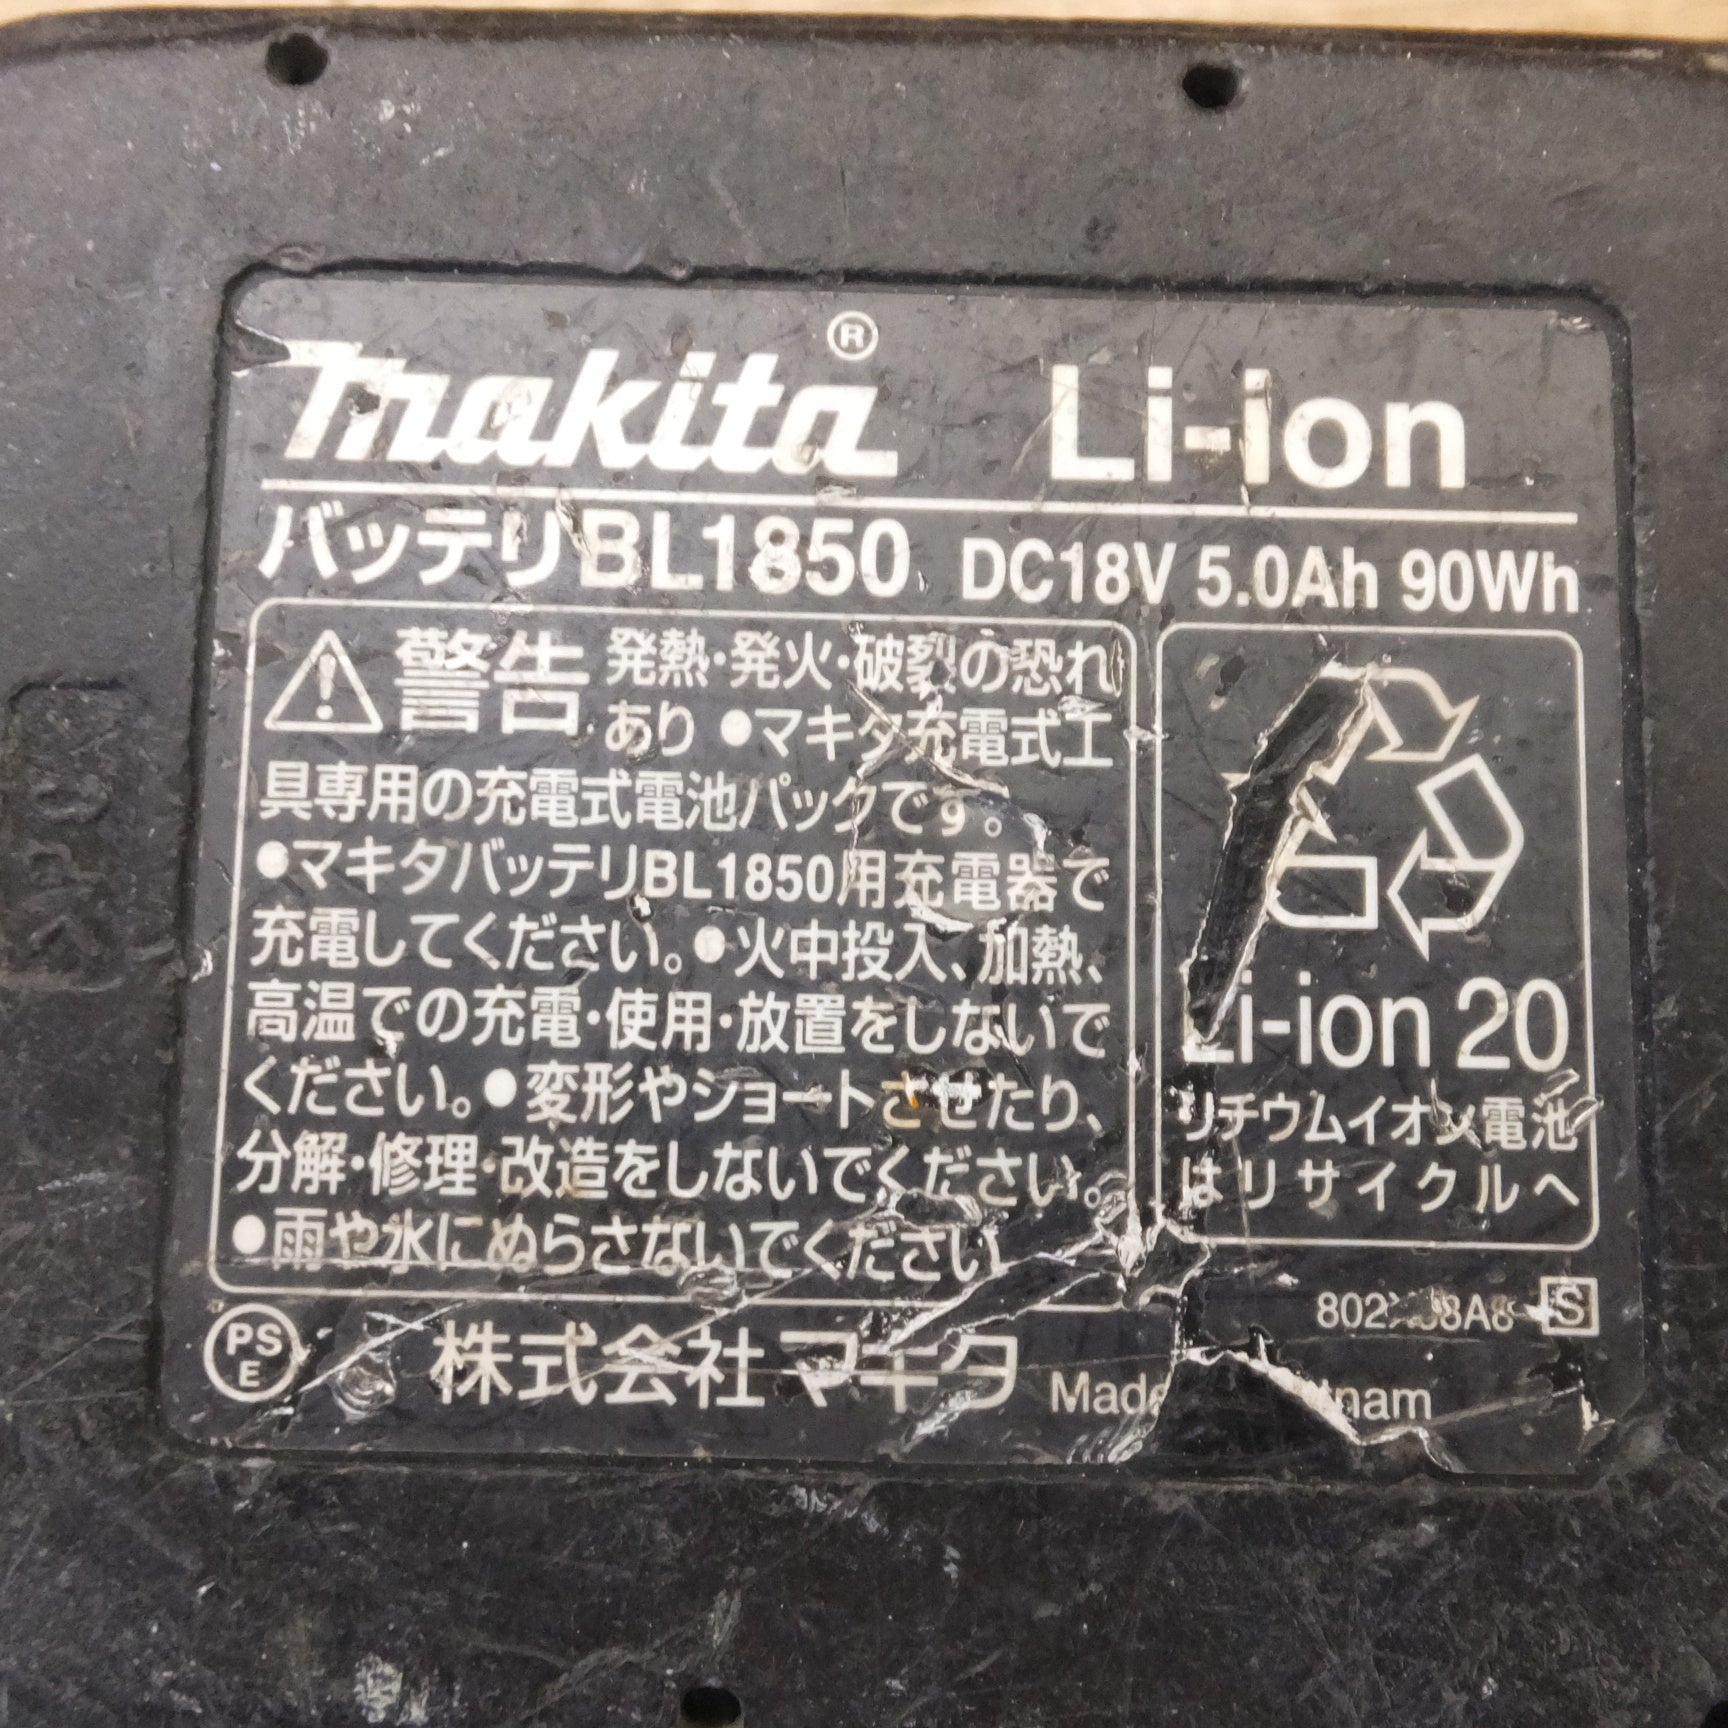 makita® Li-ion
バッテリBL1850 DC18V 5.0Ah 90Wh
警告 発熱・発火・破裂の恐れ
あり ●マキタ充電式工
具専用の充電式電池パックです。
●マキタバッテリBL1850用充電器で
充電してください。●火中投入、加熱、
高温での充電・使用・放置をしないで
ください。●変形やショートさせたり、
分解・修理・改造をしないでください。
●雨や水にぬらさないでください
Li-ion 20
リチウムイオン電池
はリサイクルへ
S
PS
E
株式会社マキタ Made